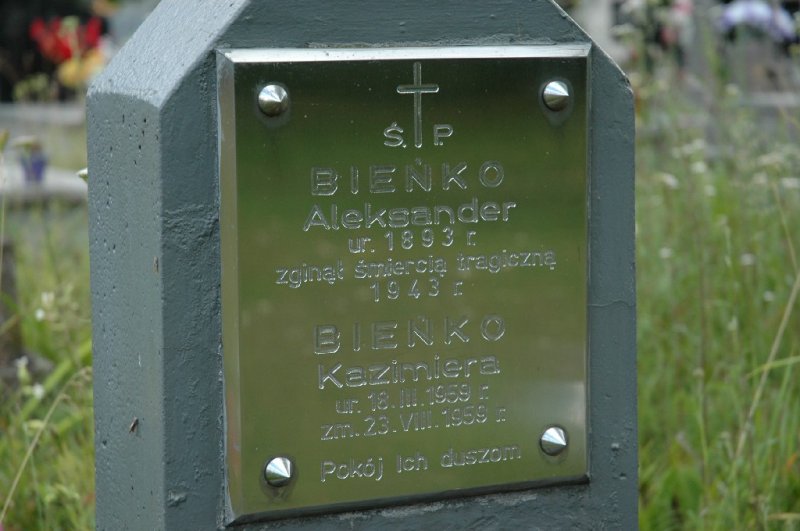 Ś. P.
BIEŃKO
Aleksander
ur. 1893 r.
zginął śmiercią tragiczną
1943 r.
BIEŃKO
Kazimiera
ur. 18. III. 1959 r.
zm. 23. VIII. 1959 r.
Pokój Ich duszom